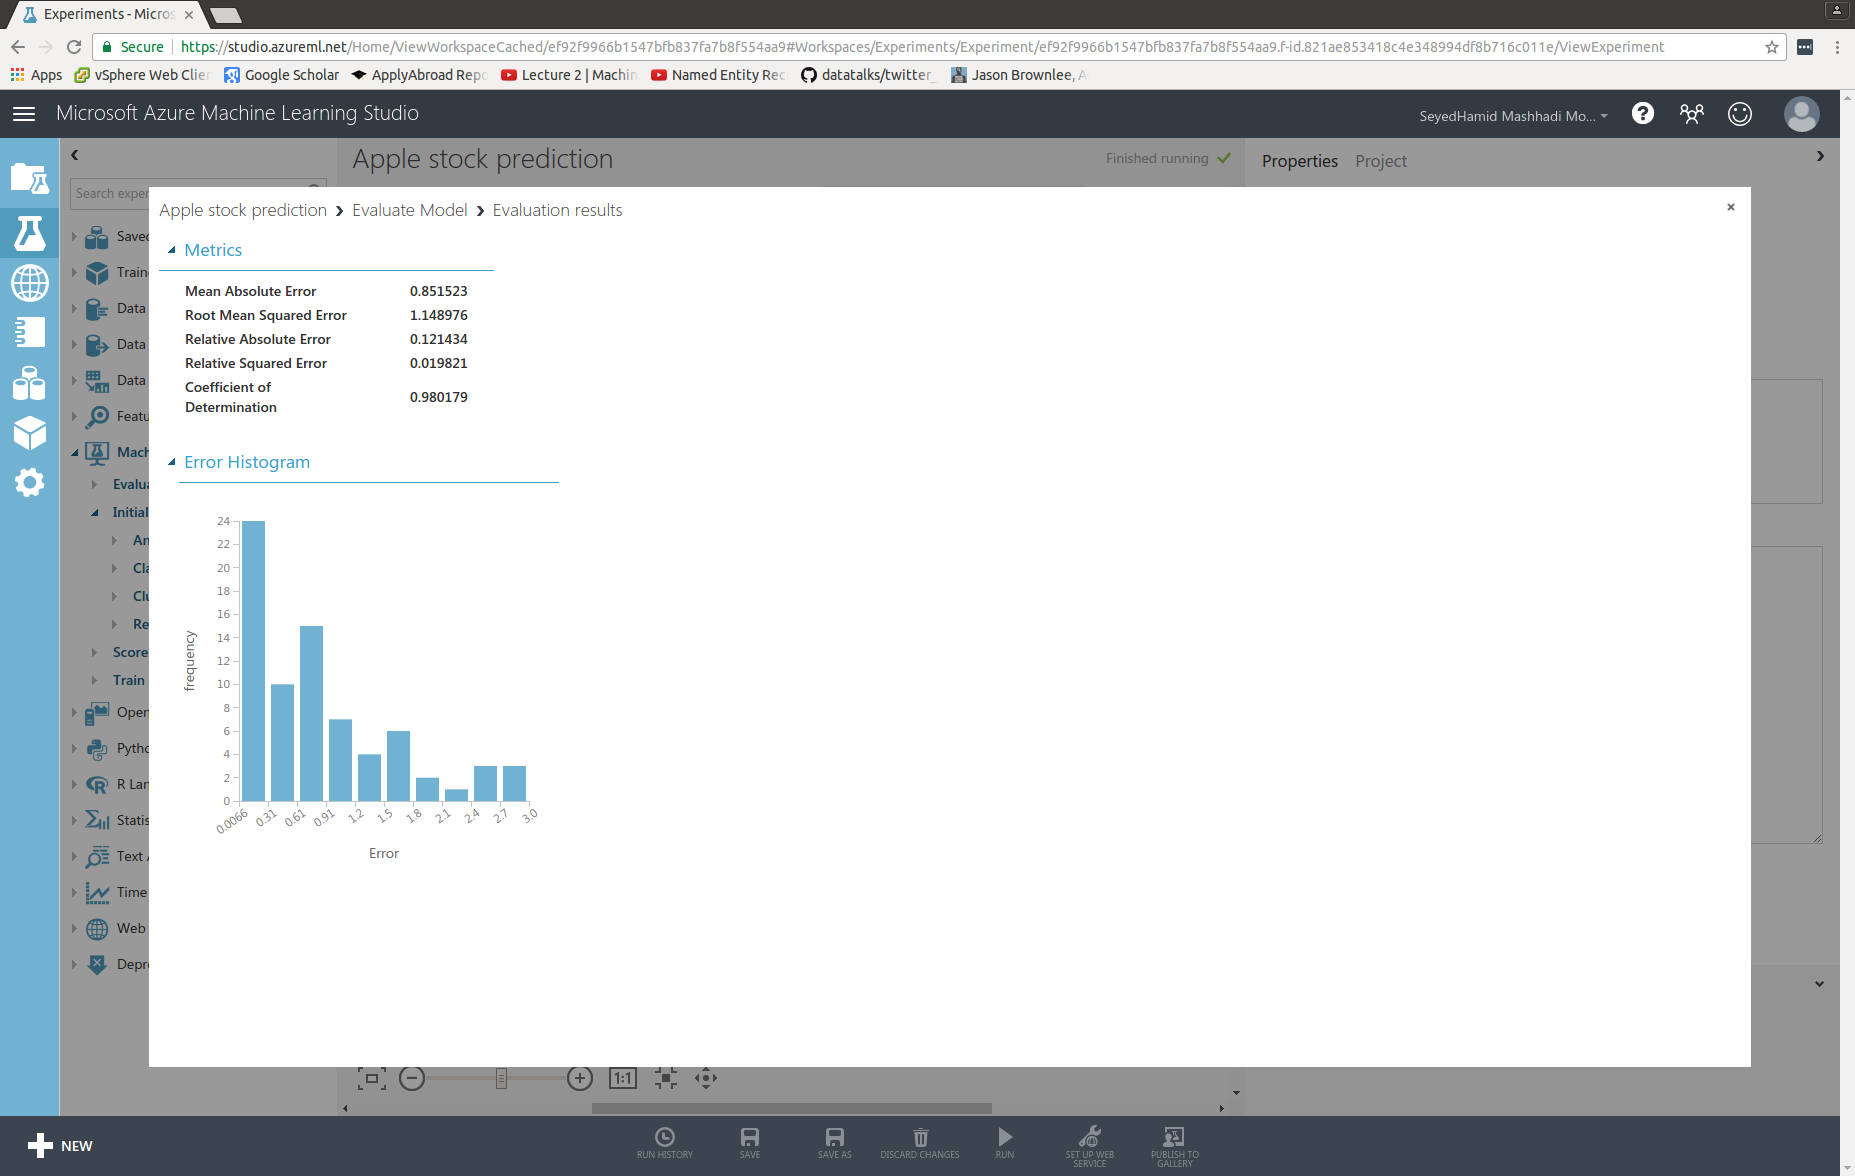 Experiments - Micros
Secure https://studio.azureml.net/Home/ViewWorkspaceCached/ef92f9966b1547bfb837fa7b8f554aa9#Workspaces/Experiments/Experiment/ef92f9966b1547bfb837fa7b8f554aa9.f-id.821ae853418c4e348994df8b716c011e/ViewExperiment
Apps vSphere Web Clier Google Scholar ApplyAbroad Repo Lecture 2 | Machin Named Entity Rec datatalks/twitter_ Jason Brownlee, A
Microsoft Azure Machine Learning Studio
SeyedHamid Mashhadi Mo...
Apple stock prediction
Finished running
Properties Project
Search exper
Apple stock prediction › Evaluate Model › Evaluation results
Metrics
Mean Absolute Error 0.851523
Root Mean Squared Error 1.148976
Relative Absolute Error 0.121434
Relative Squared Error 0.019821
Coefficient of Determination 0.980179
Error Histogram
24
22
20
18
16
14
12
10
8
6
4
2
0
frequency
0.0066 0.31 0.61 0.91 1.2 1.5 1.8 2.1 2.4 2.7 3.0
Error
Saved
Traine
Data
Data
Data
Featu
Mach
Evalua
Initial
An
Cla
Clu
Re
Score
Train
Open
Pytho
R Lan
Statis
Text A
Time
Web
Depre
1:1
NEW
RUN HISTORY
SAVE
SAVE AS
DISCARD CHANGES
RUN
SET UP WEB SERVICE
PUBLISH TO GALLERY